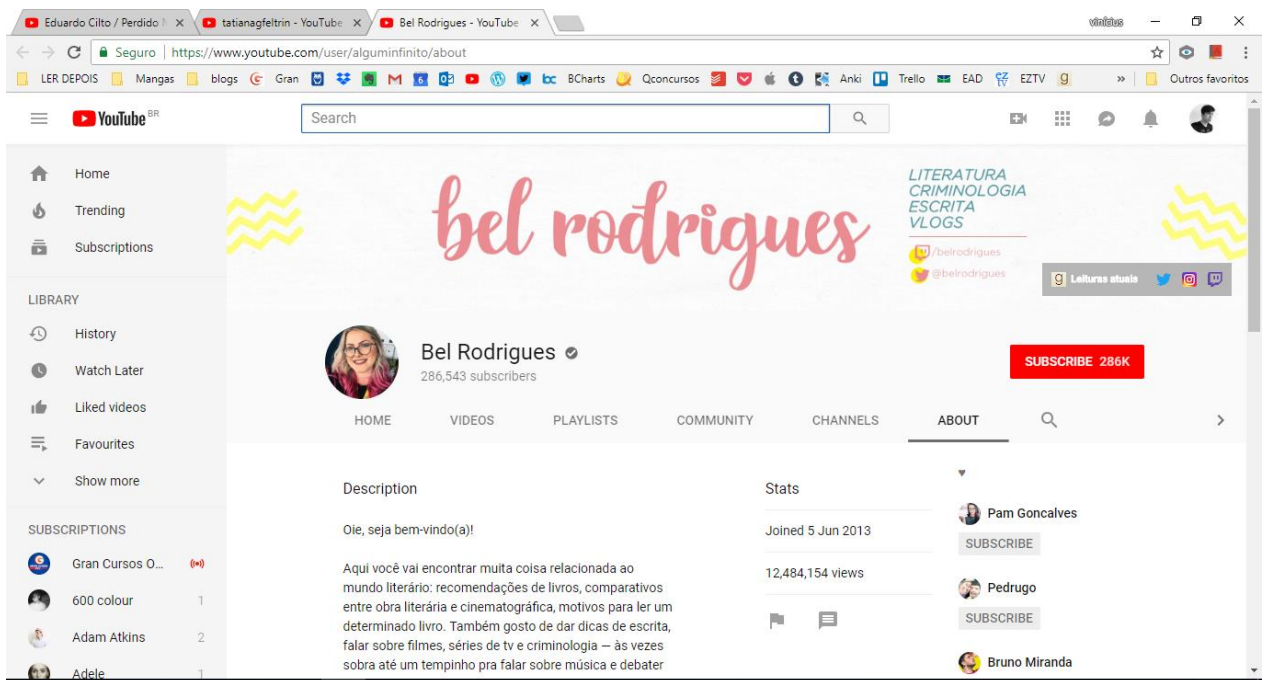 Eduardo Cilto / Perdido
tatianagfeltrin - YouTube
Bel Rodrigues - YouTube
vinícius
Seguro
https://www.youtube.com/user/alguminfinito/about
LER DEPOIS
Mangas
blogs
Gran
BCharts
Qconcursos
Anki
Trello
EAD
EZTV
»
Outros favoritos
YouTube BR
Search
Home
Trending
Subscriptions
LIBRARY
History
Watch Later
Liked videos
Favourites
Show more
SUBSCRIPTIONS
Gran Cursos O...
600 colour 1
Adam Atkins 2
Adele 1
bel rodrigues
LITERATURA
CRIMINOLOGIA
ESCRITA
VLOGS
/belrodrigues
@belrodrigues
Leituras atuais
Bel Rodrigues
286,543 subscribers
SUBSCRIBE 286K
HOME VIDEOS PLAYLISTS COMMUNITY CHANNELS ABOUT
Description
Oie, seja bem-vindo(a)!
Aqui você vai encontrar muita coisa relacionada ao
mundo literário: recomendações de livros, comparativos
entre obra literária e cinematográfica, motivos para ler um
determinado livro. Também gosto de dar dicas de escrita,
falar sobre filmes, séries de tv e criminologia — às vezes
sobra até um tempinho pra falar sobre música e debater
Stats
Joined 5 Jun 2013
12,484,154 views
♥
Pam Goncalves
SUBSCRIBE
Pedrugo
SUBSCRIBE
Bruno Miranda